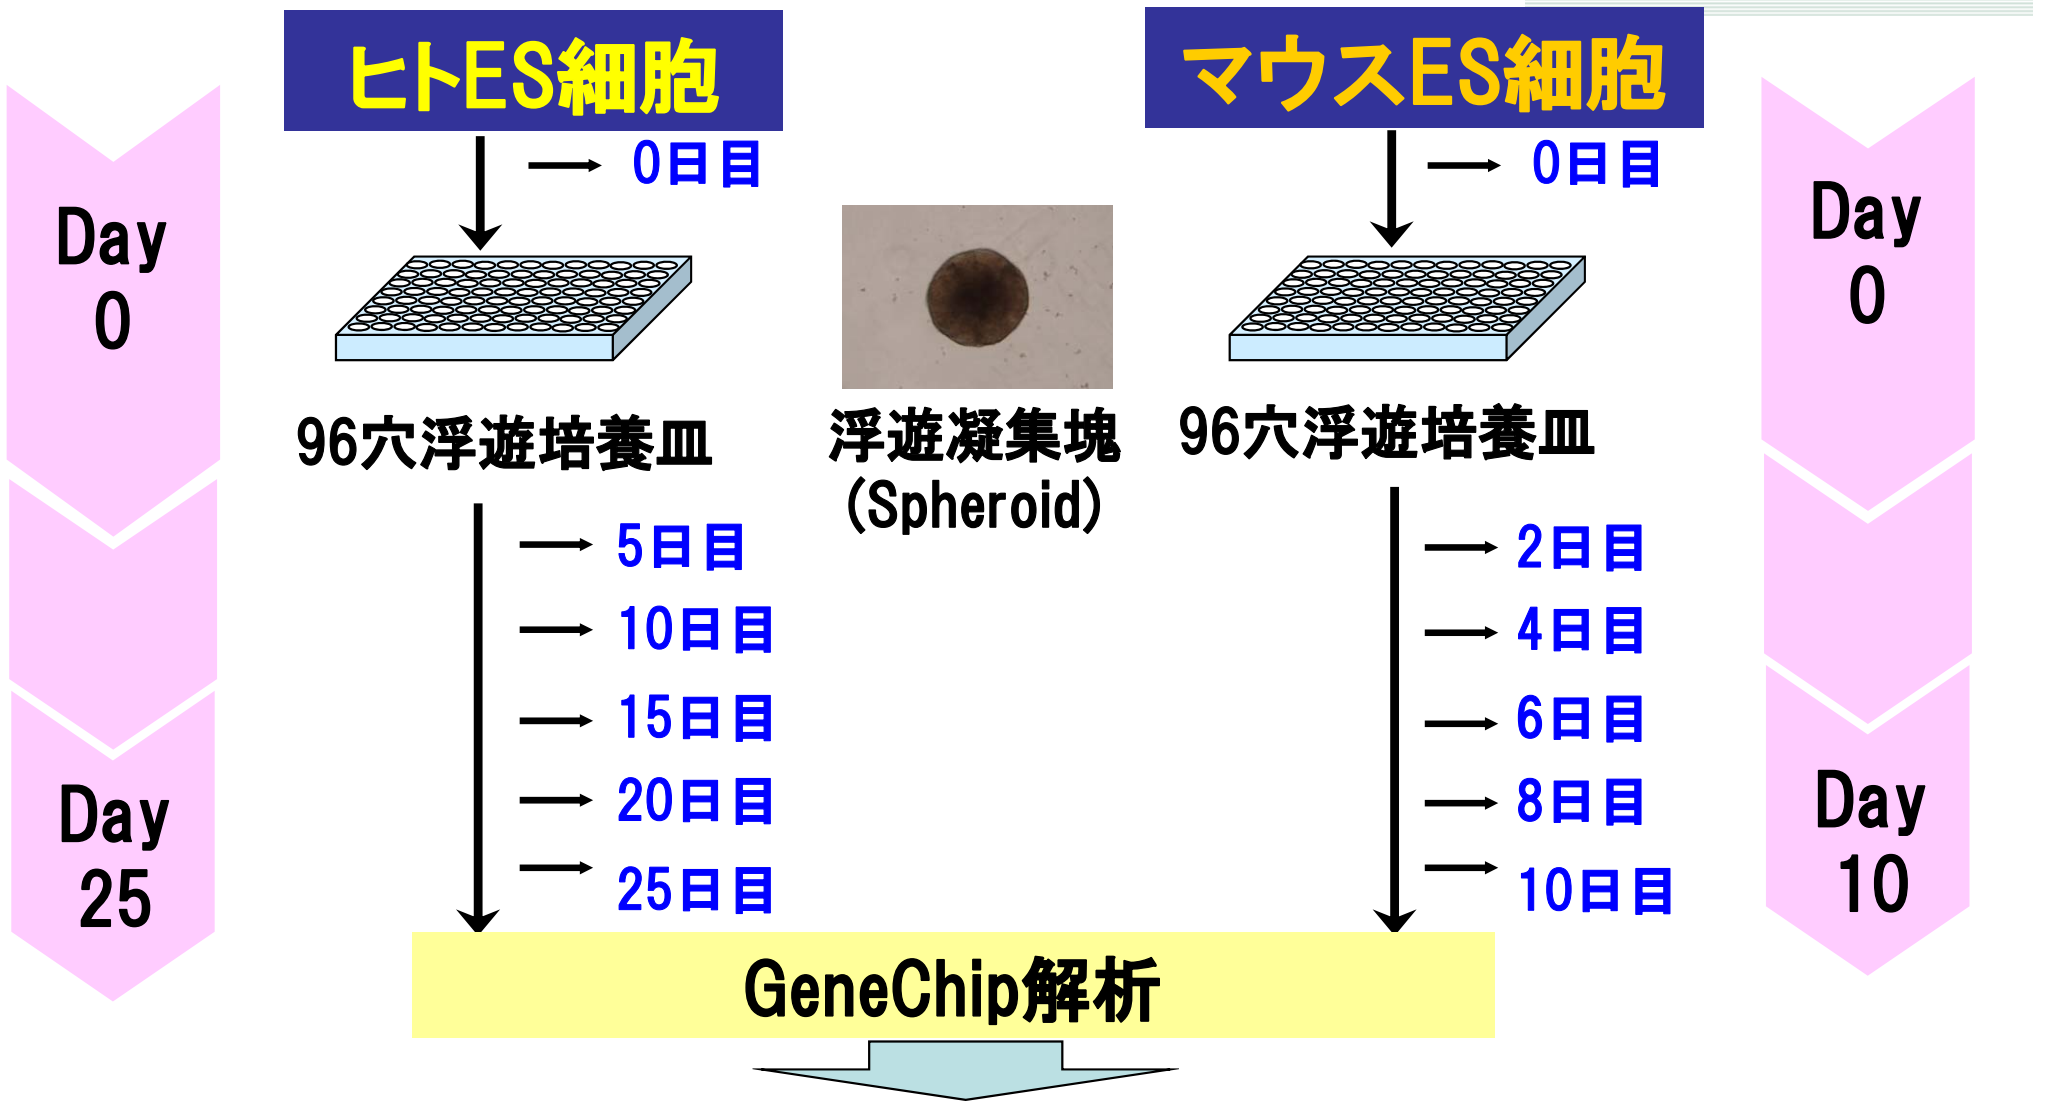 ヒトES細胞
マウスES細胞
0日目
0日目
Day
0
Day
0
96穴浮遊培養皿
浮遊凝集塊
(Spheroid)
96穴浮遊培養皿
5日目
10日目
15日目
20日目
25日目
2日目
4日目
6日目
8日目
10日目
Day
25
Day
10
GeneChip解析